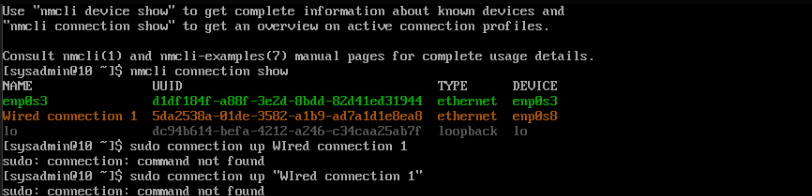 Use "nmcli device show" to get complete information about known devices and
"nmcli connection show" to get an overview on active connection profiles.

Consult nmcli(1) and nmcli-examples(7) manual pages for complete usage details.
[sysadmin@10 ~]$ nmcli connection show
NAME                UUID                                  TYPE      DEVICE
enp0s3              d1df184f-a88f-3e2d-8bdd-82d41ed31944  ethernet  enp0s3
Wired connection 1  5da2538a-01de-3582-a1b9-ad7a1d1e8ea8  ethernet  enp0s8
lo                  dc94b614-befa-4212-a246-c34caa25ab7f  loopback  lo
[sysadmin@10 ~]$ sudo connection up WIred connection 1
sudo: connection: command not found
[sysadmin@10 ~]$ sudo connection up "WIred connection 1"
sudo: connection: command not found